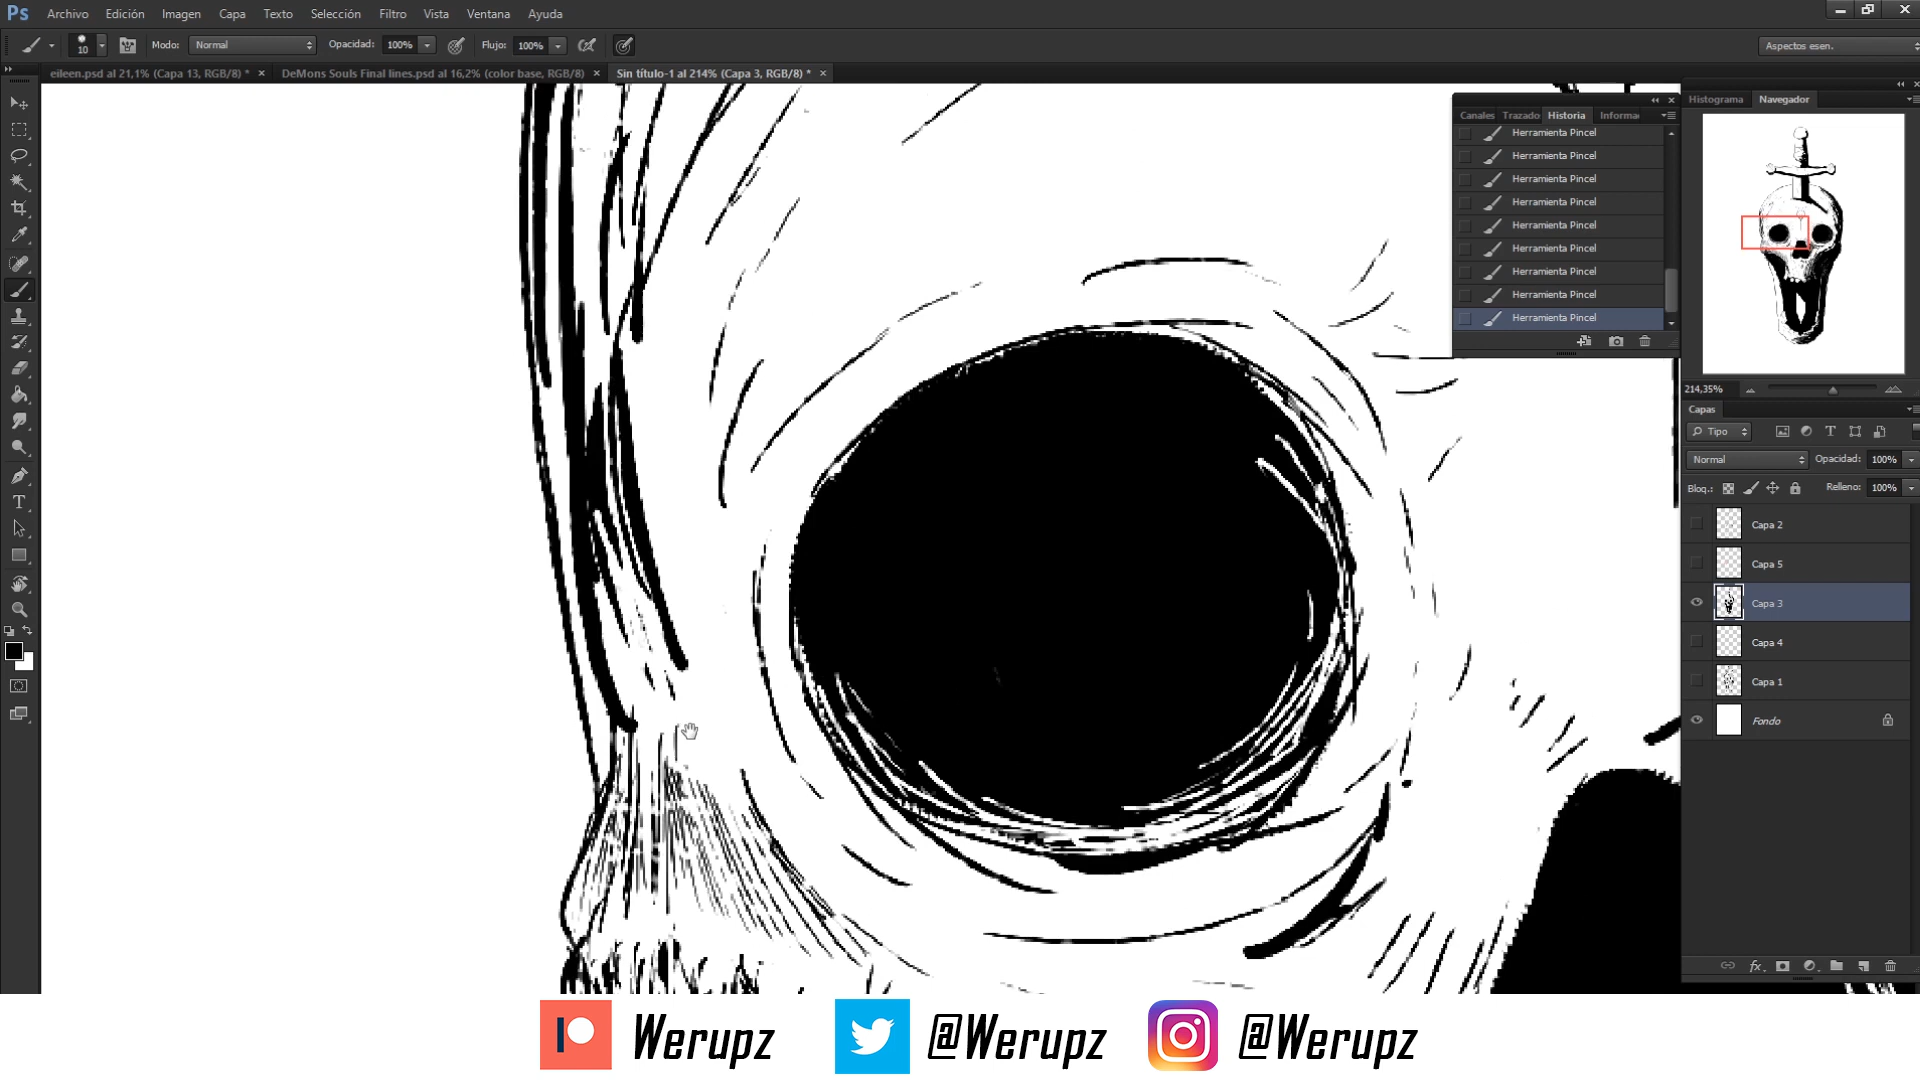 Ps Archivo Edición Imagen Capa Texto Selección Filtro Vista Ventana Ayuda
10 Modo: Normal Opacidad: 100% Flujo: 100% Aspectos esen.
eileen.psd al 21,1% (Capa 13, RGB/8) * × DeMons Souls Final lines.psd al 16,2% (color base, RGB/8) × Sin título-1 al 214% (Capa 3, RGB/8) * ×
Canales Trazado Historia Informa
Herramienta Pincel
Herramienta Pincel
Herramienta Pincel
Herramienta Pincel
Herramienta Pincel
Herramienta Pincel
Herramienta Pincel
Herramienta Pincel
Herramienta Pincel
Histograma Navegador
214,35%
Capas
Tipo
Normal Opacidad: 100%
Bloq.: Relleno: 100%
Capa 2
Capa 5
Capa 3
Capa 4
Capa 1
Fondo
fx
Werupz @Werupz @Werupz